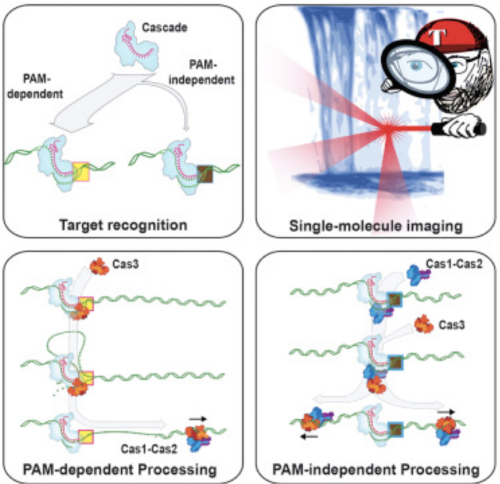 Cascade
PAM-
dependent
PAM-
independent
Target recognition
T
Single-molecule imaging
Cas3
Cas1-Cas2
PAM-dependent Processing
Cas1-Cas2
Cas3
PAM-independent Processing